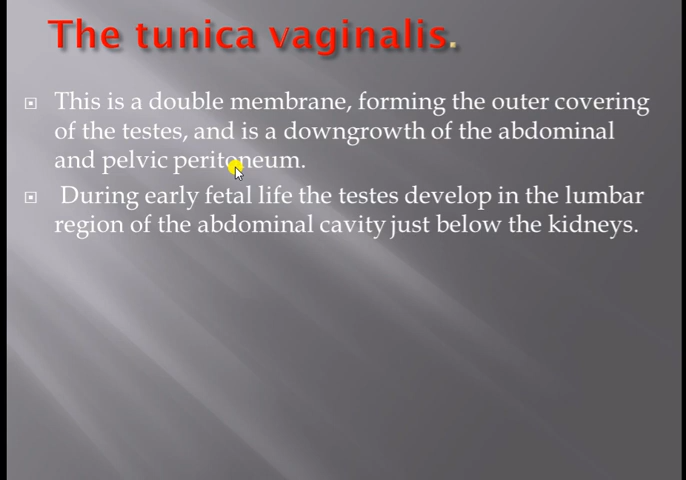 The tunica vaginalis.
This is a double membrane, forming the outer covering
of the testes, and is a downgrowth of the abdominal
and pelvic peritoneum.
During early fetal life the testes develop in the lumbar
region of the abdominal cavity just below the kidneys.